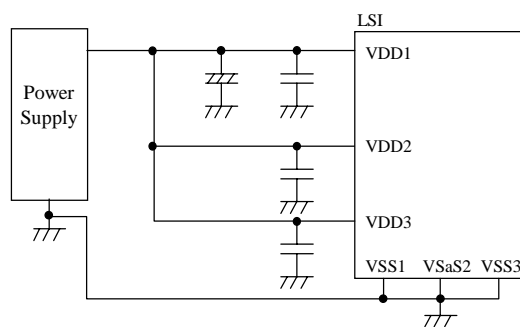 LSI
VDD1
Power
Supply
VDD2
VDD3
VSS1 VSaS2 VSS3